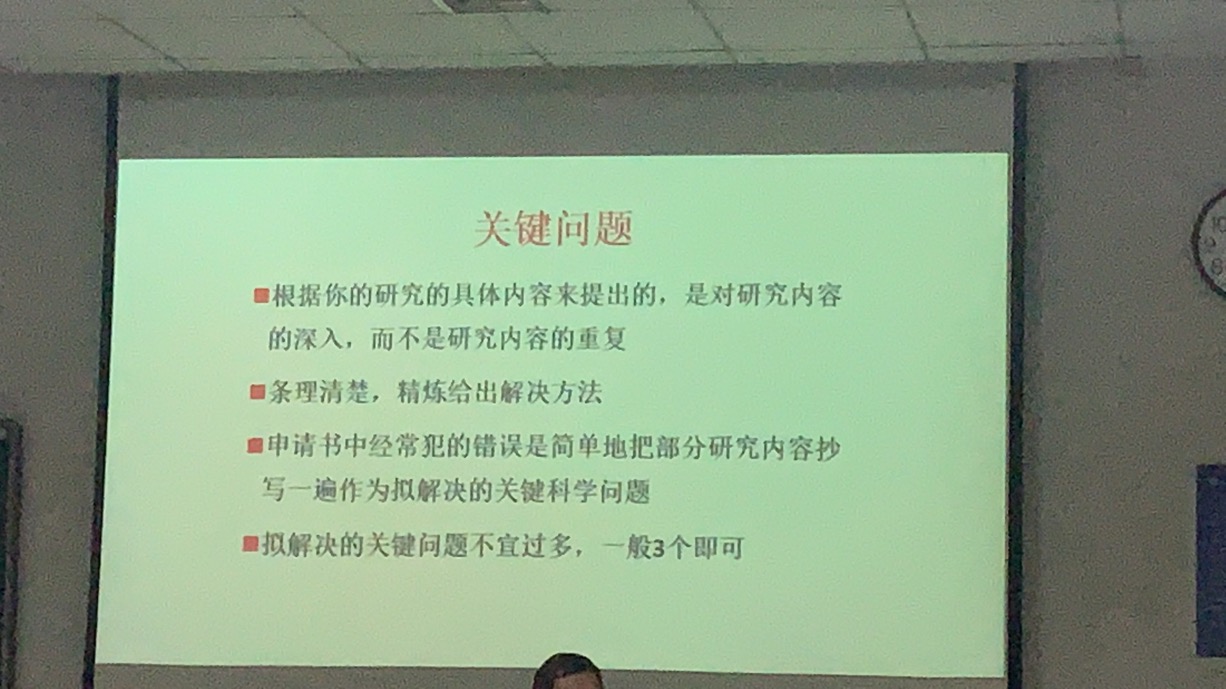 关键问题
■根据你的研究的具体内容来提出的，是对研究内容
的深入，而不是研究内容的重复
■条理清楚，精炼给出解决方法
■申请书中经常犯的错误是简单地把部分研究内容抄
写一遍作为拟解决的关键科学问题
■拟解决的关键问题不宜过多，一般3个即可
10
9
8